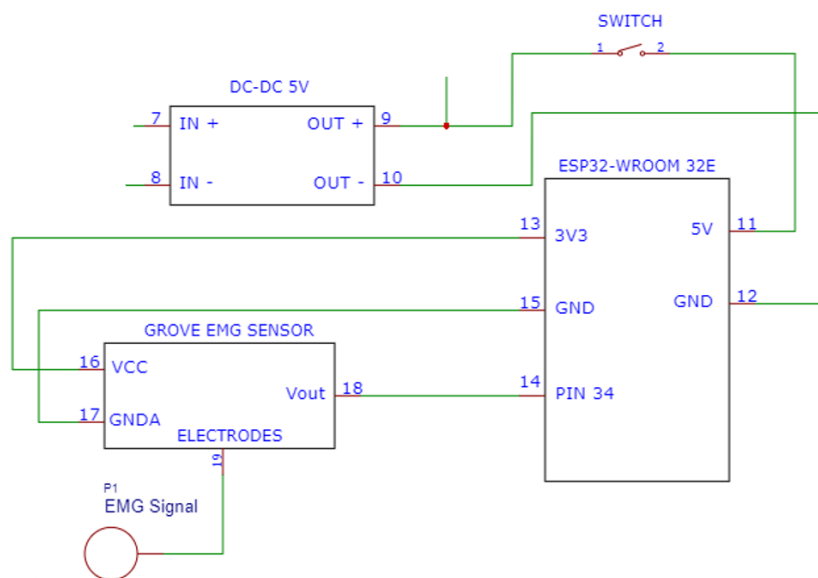 SWITCH
1 2
DC-DC 5V
7 IN + OUT + 9
8 IN - OUT - 10
ESP32-WROOM 32E
13 3V3 5V 11
15 GND GND 12
14 PIN 34
GROVE EMG SENSOR
16 VCC
Vout 18
17 GNDA
ELECTRODES
19
P1
EMG Signal